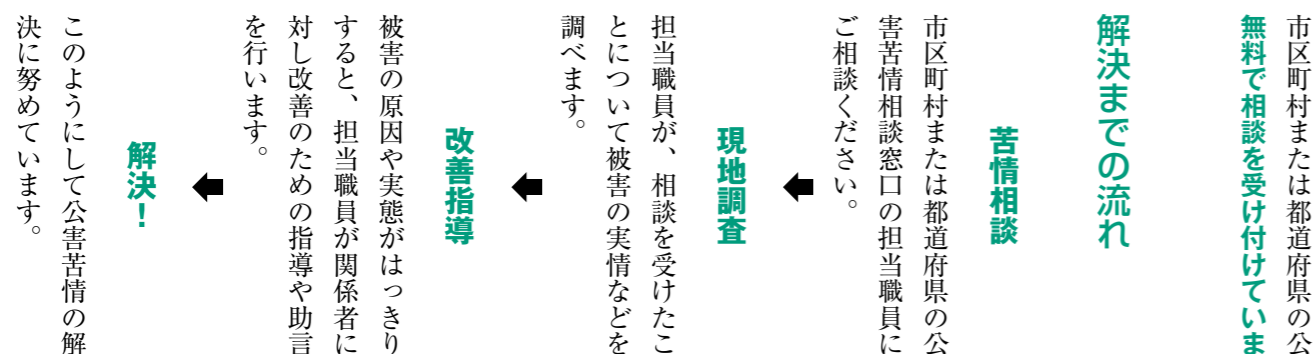 市区町村または都道府県の公
無料で相談を受け付けていま
解決までの流れ
苦情相談
市区町村または都道府県の公
害苦情相談窓口の担当職員に
ご相談ください。
現地調査
担当職員が、相談を受けたこ
とについて被害の実情などを
調べます。
改善指導
被害の原因や実態がはっきり
すると、担当職員が関係者に
対し改善のための指導や助言
を行います。
解決！
このようにして公害苦情の解
決に努めています。